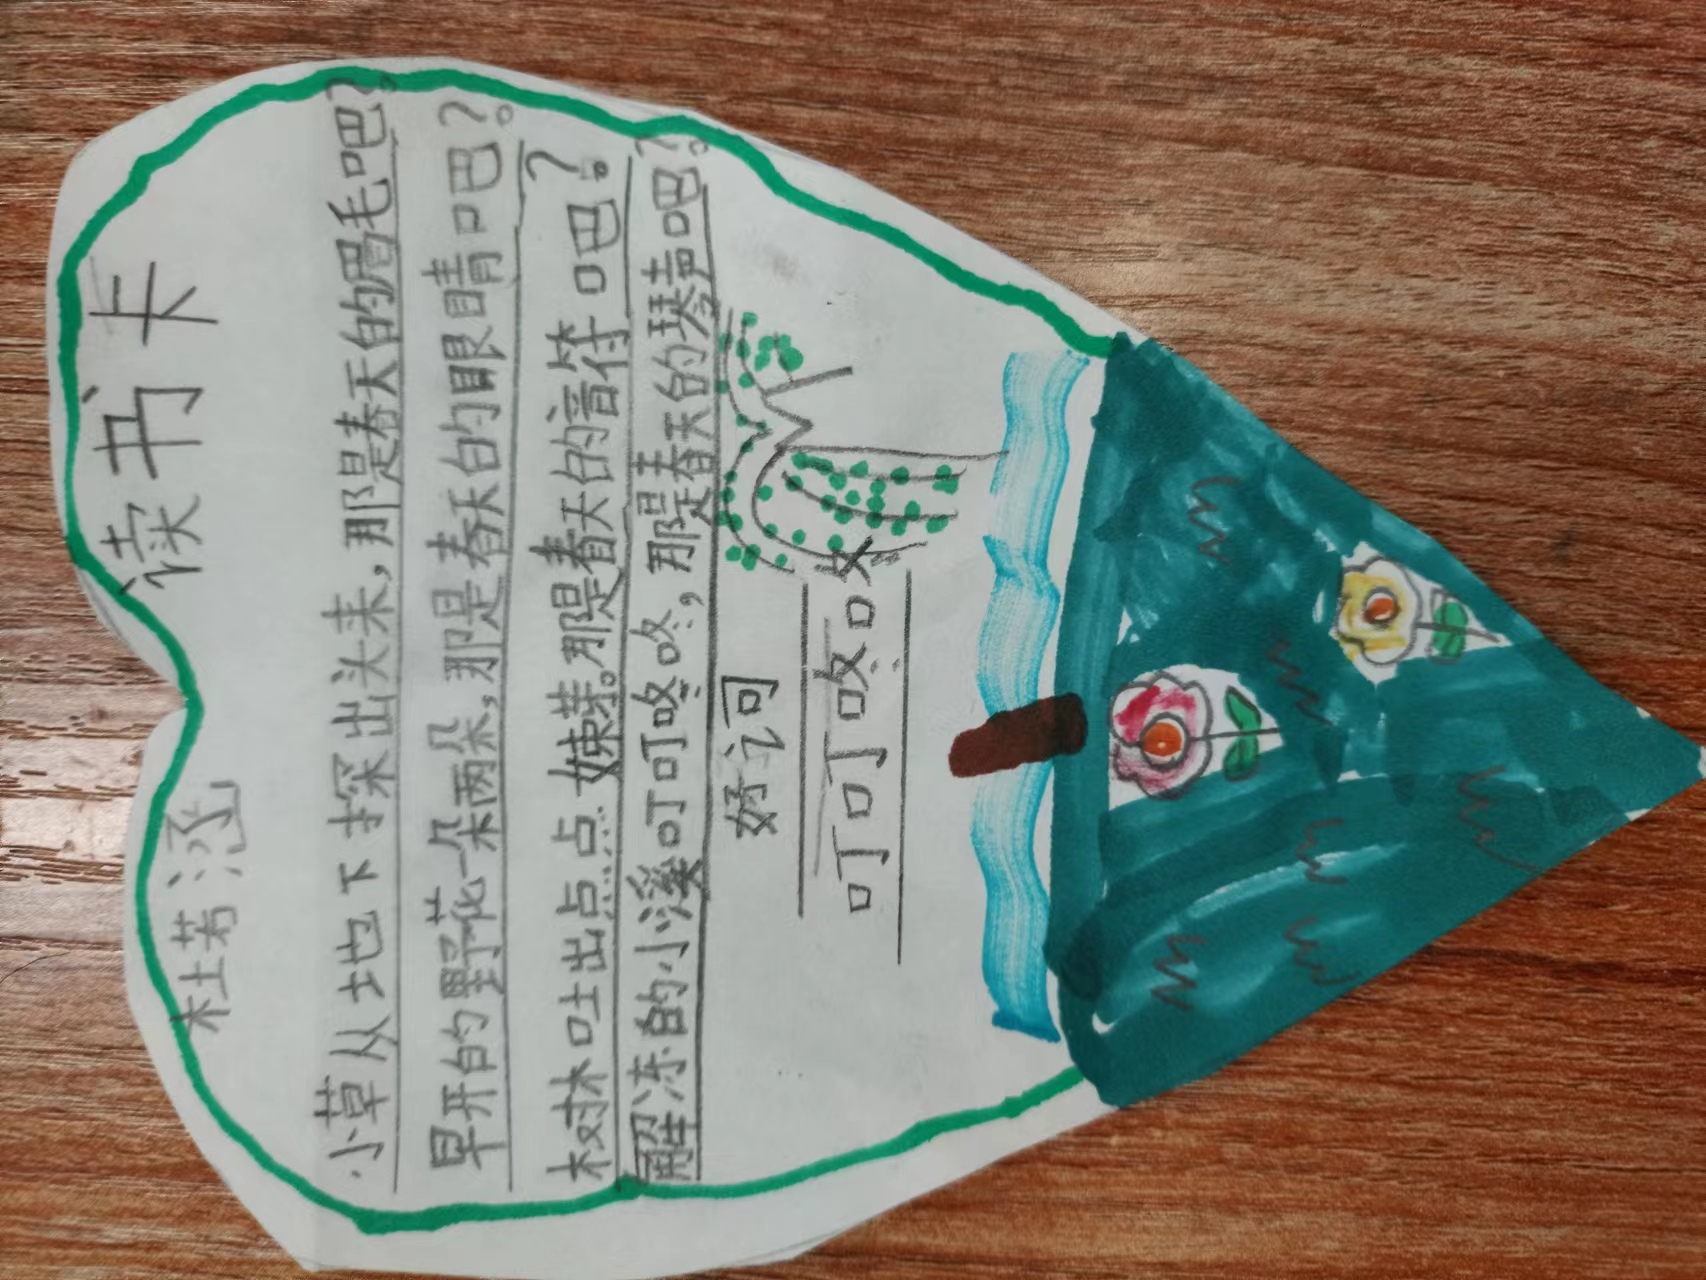 读书卡
杜若涵
小草从地下探出头来，那是春天的眉毛吧？。
早开的野花一朵两朵，那是春天的眼睛吧？。
树林吐出点点嫩芽。那是春天的音符吧？。
解冻的小溪叮叮咚咚，那是春天的琴声吧？。
好词
叮叮咚